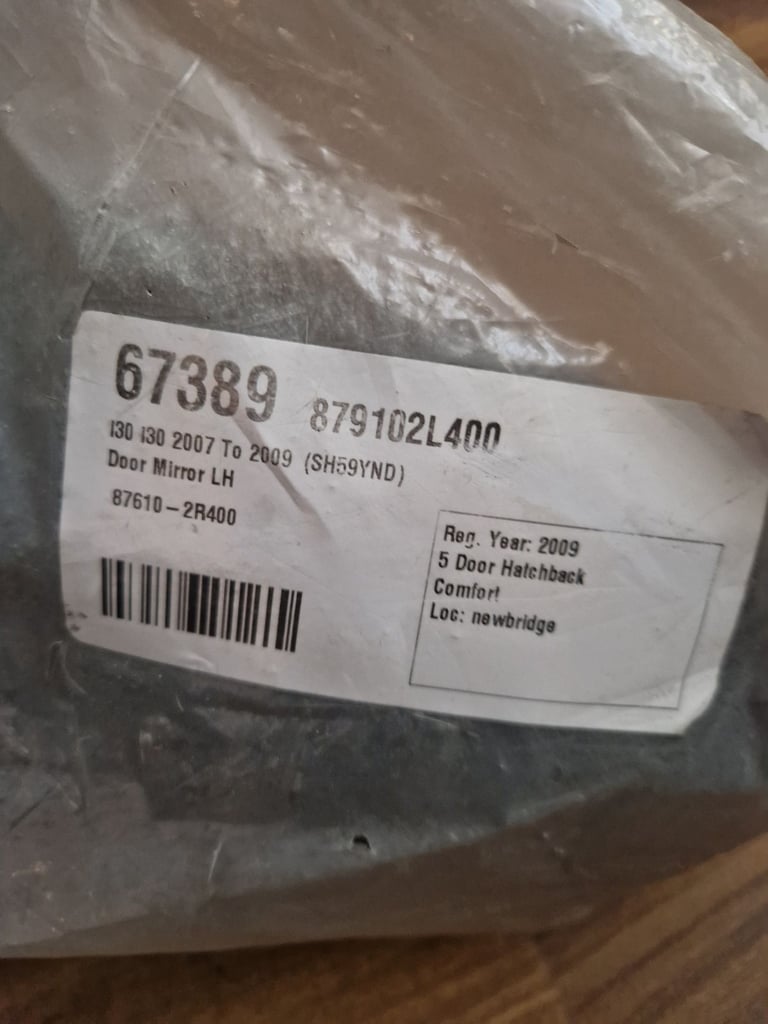 67389 879102L400
I30 I30 2007 To 2009 (SH59YND)
Door Mirror LH
87610-2R400
Reg. Year: 2009
5 Door Hatchback
Comfort
Loc: newbridge